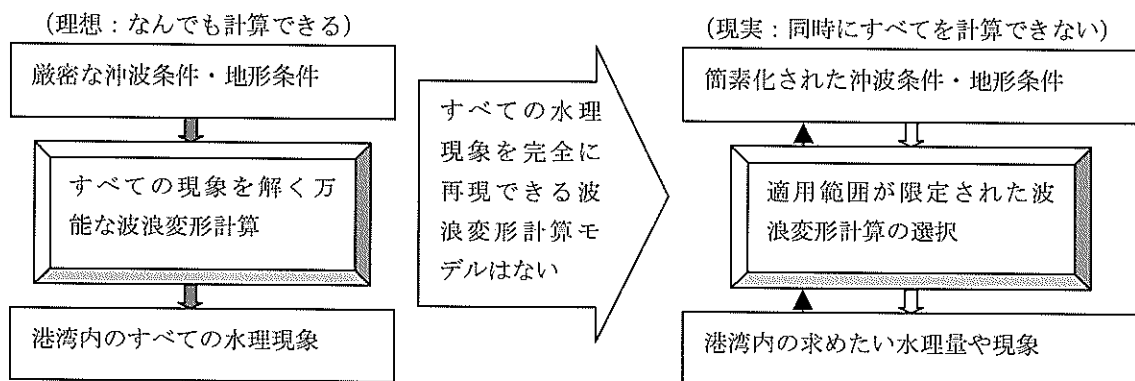 (理想：なんでも計算できる)
厳密な沖波条件・地形条件
すべての現象を解く万
能な波浪変形計算
港湾内のすべての水理現象
すべての水理
現象を完全に
再現できる波
浪変形計算モ
デルはない
(現実：同時にすべてを計算できない)
簡素化された沖波条件・地形条件
適用範囲が限定された波
浪変形計算の選択
港湾内の求めたい水理量や現象